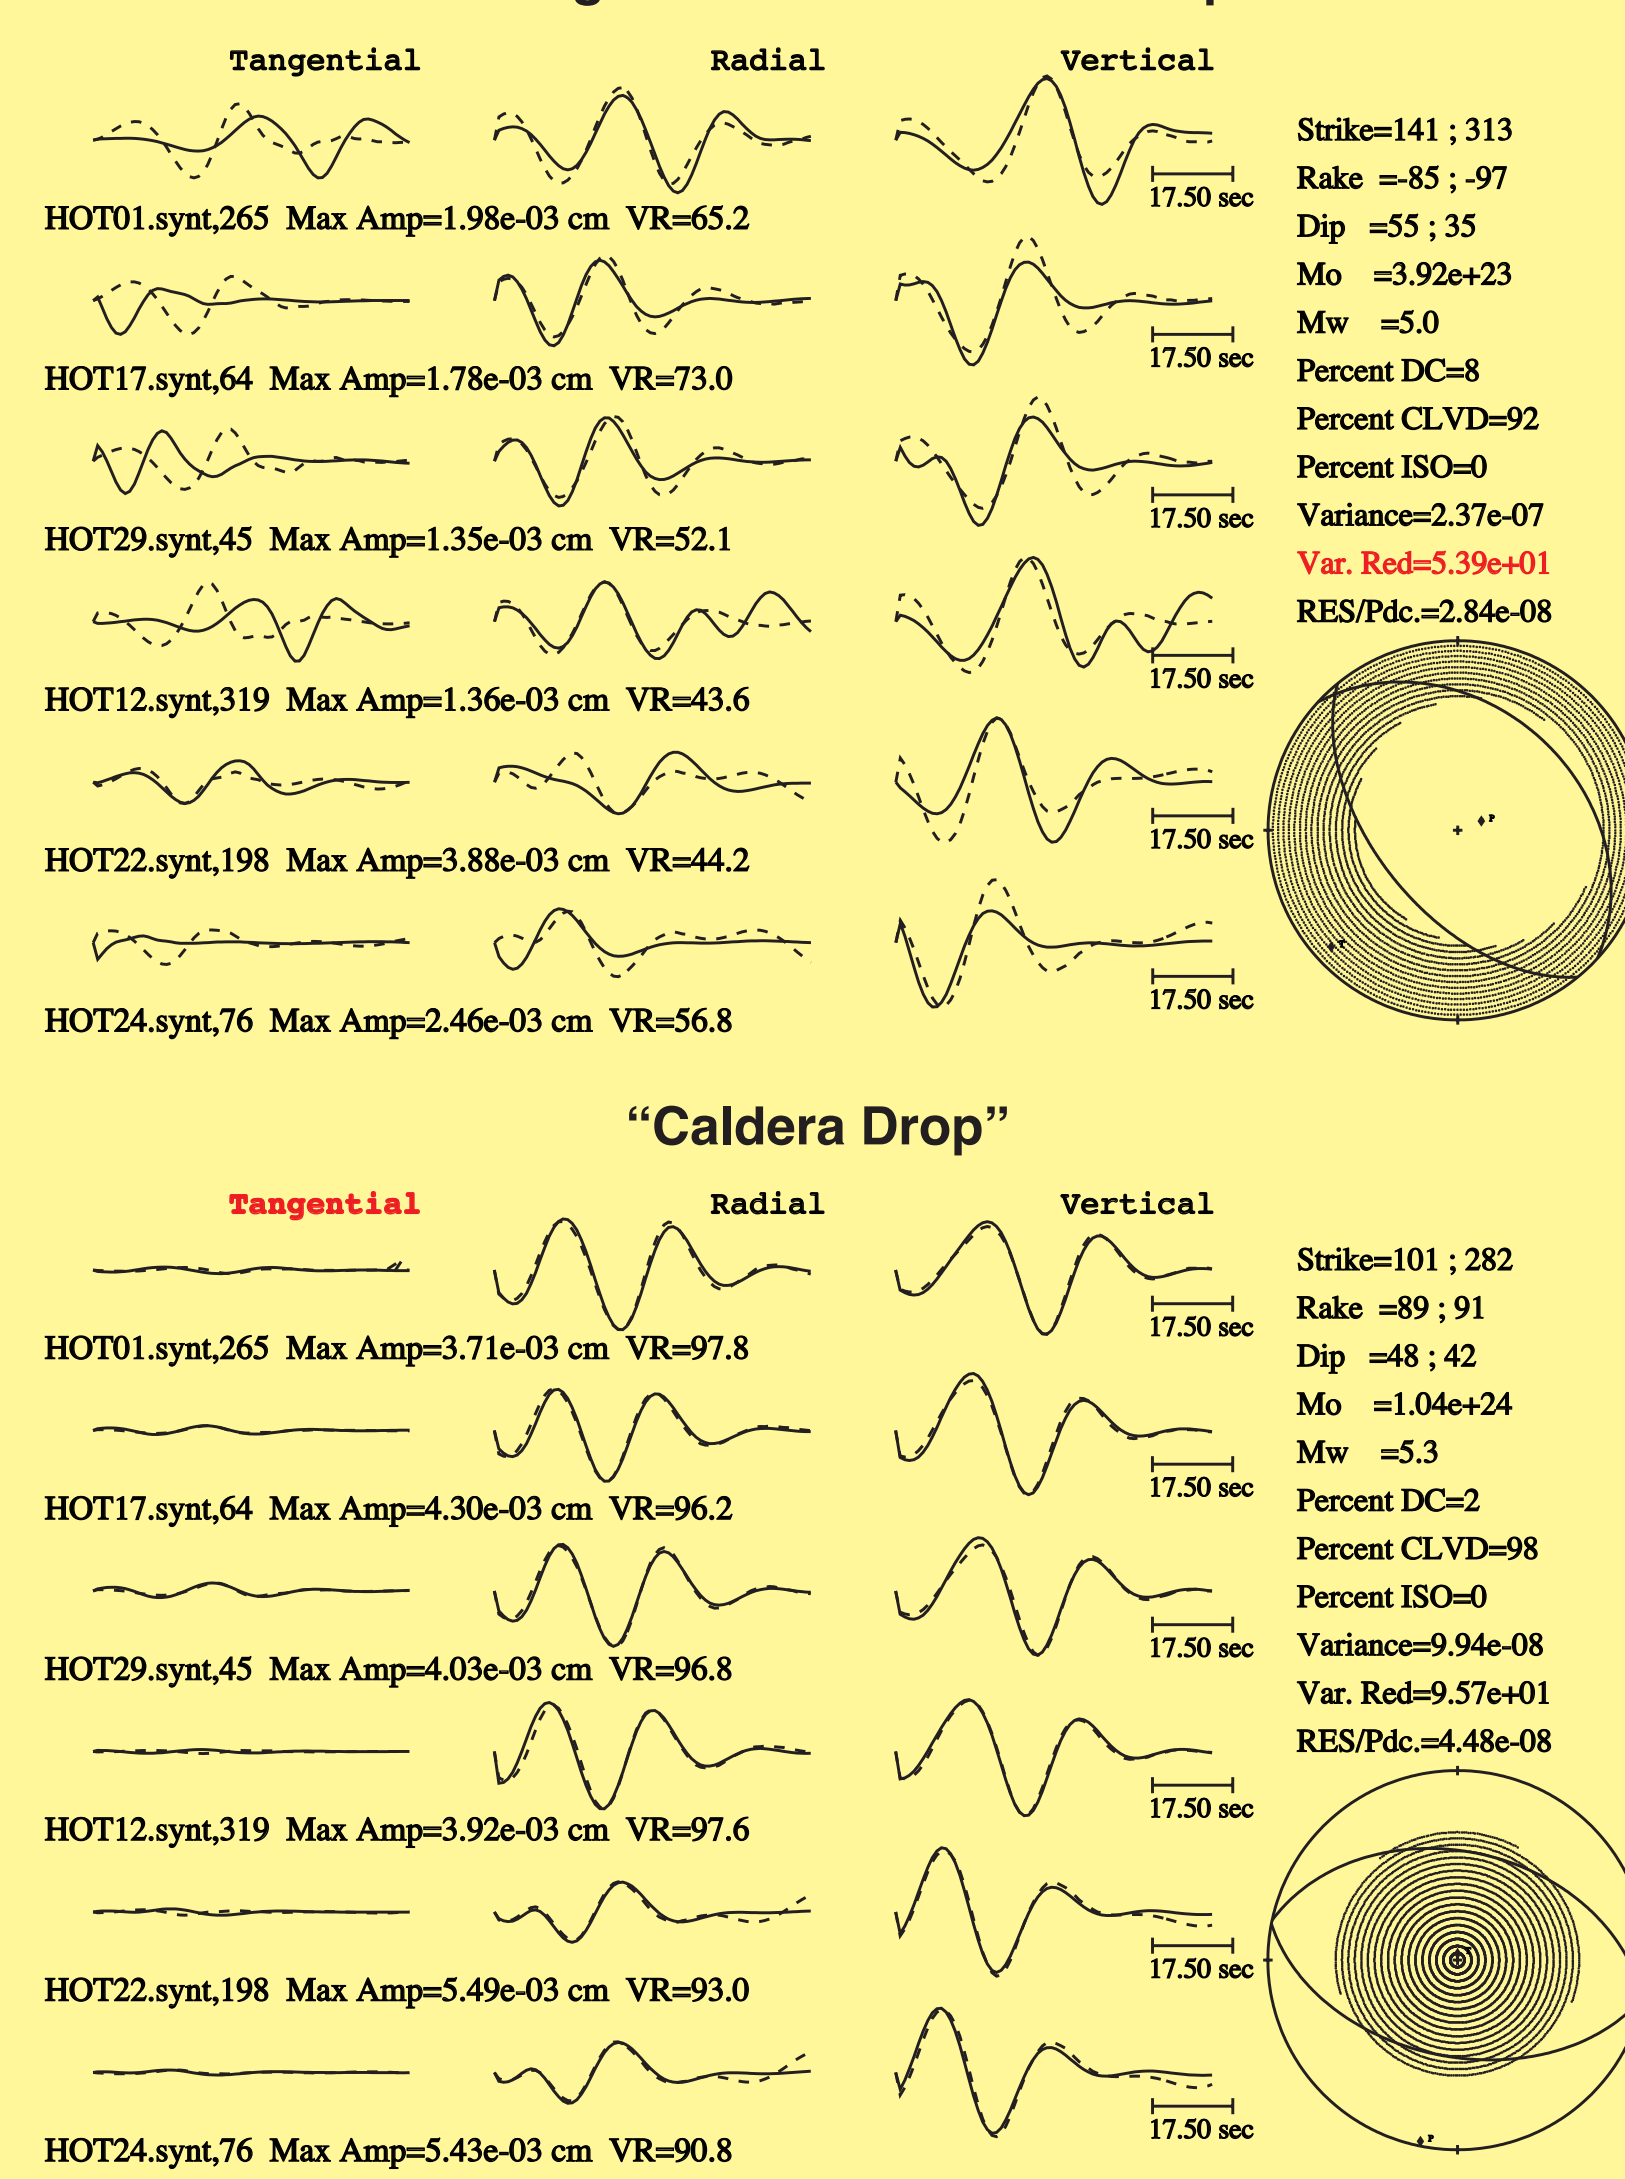 Tangential Radial Vertical
HOT01.synt,265 Max Amp=1.98e-03 cm VR=65.2
17.50 sec
HOT17.synt,64 Max Amp=1.78e-03 cm VR=73.0
17.50 sec
HOT29.synt,45 Max Amp=1.35e-03 cm VR=52.1
17.50 sec
HOT12.synt,319 Max Amp=1.36e-03 cm VR=43.6
17.50 sec
HOT22.synt,198 Max Amp=3.88e-03 cm VR=44.2
17.50 sec
HOT24.synt,76 Max Amp=2.46e-03 cm VR=56.8
17.50 sec
Strike=141 ; 313
Rake =-85 ; -97
Dip =55 ; 35
Mo =3.92e+23
Mw =5.0
Percent DC=8
Percent CLVD=92
Percent ISO=0
Variance=2.37e-07
Var. Red=5.39e+01
RES/Pdc.=2.84e-08
P
T
“Caldera Drop”
Tangential Radial Vertical
HOT01.synt,265 Max Amp=3.71e-03 cm VR=97.8
17.50 sec
HOT17.synt,64 Max Amp=4.30e-03 cm VR=96.2
17.50 sec
HOT29.synt,45 Max Amp=4.03e-03 cm VR=96.8
17.50 sec
HOT12.synt,319 Max Amp=3.92e-03 cm VR=97.6
17.50 sec
HOT22.synt,198 Max Amp=5.49e-03 cm VR=93.0
17.50 sec
HOT24.synt,76 Max Amp=5.43e-03 cm VR=90.8
17.50 sec
Strike=101 ; 282
Rake =89 ; 91
Dip =48 ; 42
Mo =1.04e+24
Mw =5.3
Percent DC=2
Percent CLVD=98
Percent ISO=0
Variance=9.94e-08
Var. Red=9.57e+01
RES/Pdc.=4.48e-08
P